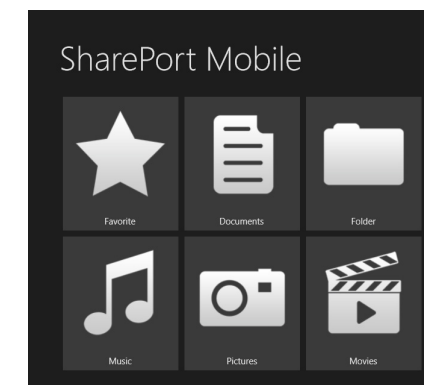 SharePort Mobile
Favorite
Documents
Folder
Music
Pictures
Movies